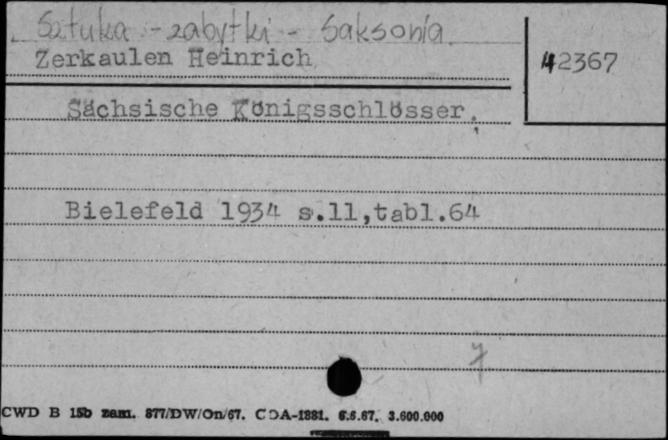 Sztuka - zabytki - Saksonia
Zerkaulen Heinrich
42367
Sächsische Königsschlösser.
Bielefeld 1934 s.11,tabl.64
7
CWD B 15b zam. 877/DW/On/67. CDA-1881. 6.6.67. 3.600.000